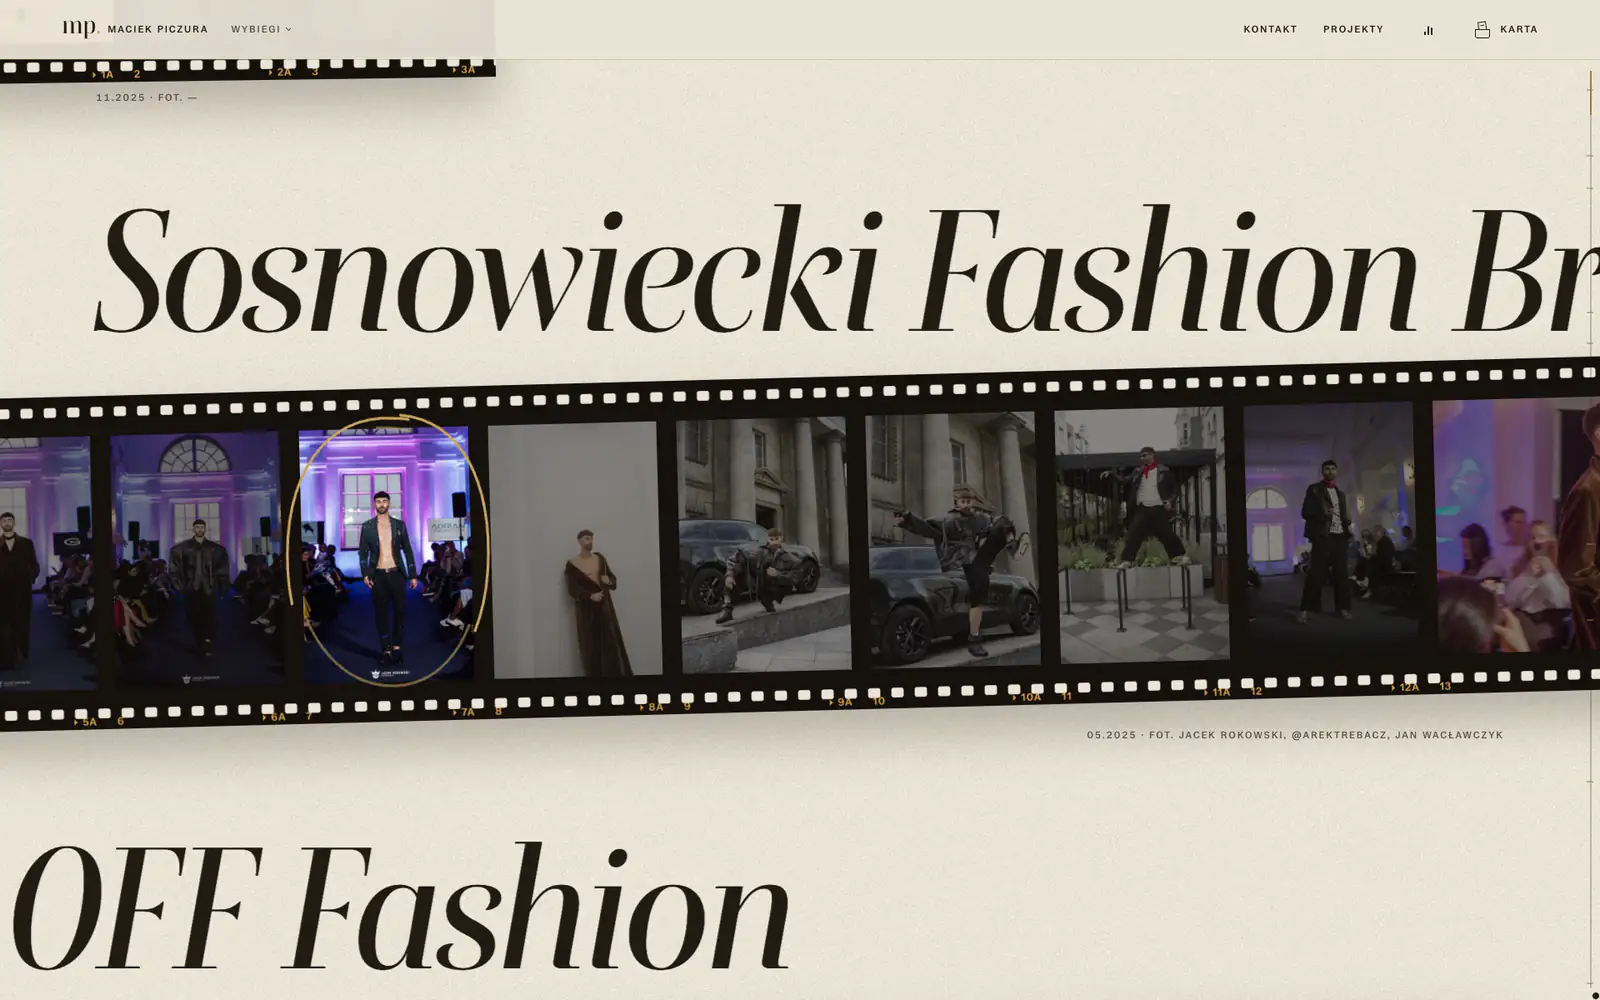 mp. MACIEK PICZURA WYBIEGI KONTAKT PROJEKTY KARTA
1A 2 2A 3 3A
11.2025 · FOT. —
Sosnowiecki Fashion Br
5A 6 6A 7 7A 8 8A 9 9A 10 10A 11 11A 12 12A 13
05.2025 · FOT. JACEK ROKOWSKI, @AREKTREBACZ, JAN WACŁAWCZYK
OFF Fashion